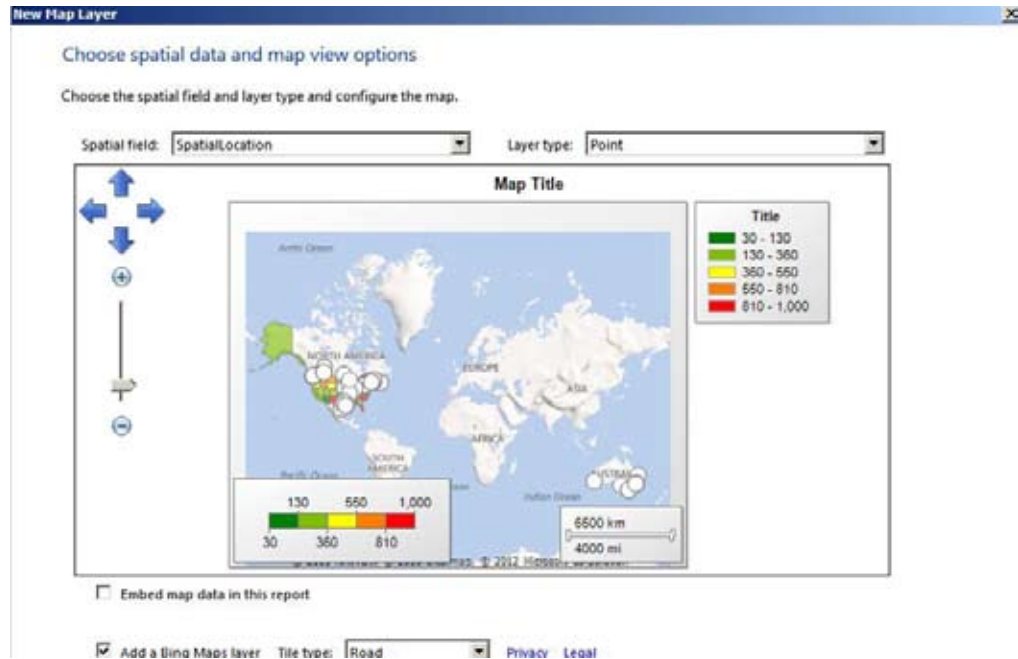 New Map Layer
Choose spatial data and map view options
Choose the spatial field and layer type and configure the map.
Spatial field: SpatialLocation Layer type: Point
Map Title
Title
30 - 130
130 - 360
360 - 550
550 - 810
810 - 1,000
Arctic Ocean
NORTH AMERICA
EUROPE
ASIA
AFRICA
SOUTH
AMERICA
Pacific Ocean
Indian Ocean
130 550 1,000
30 360 810
6500 km
4000 mi
© 2012 Microsoft
Embed map data in this report
Add a Bing Maps layer Tile type: Road Privacy Legal